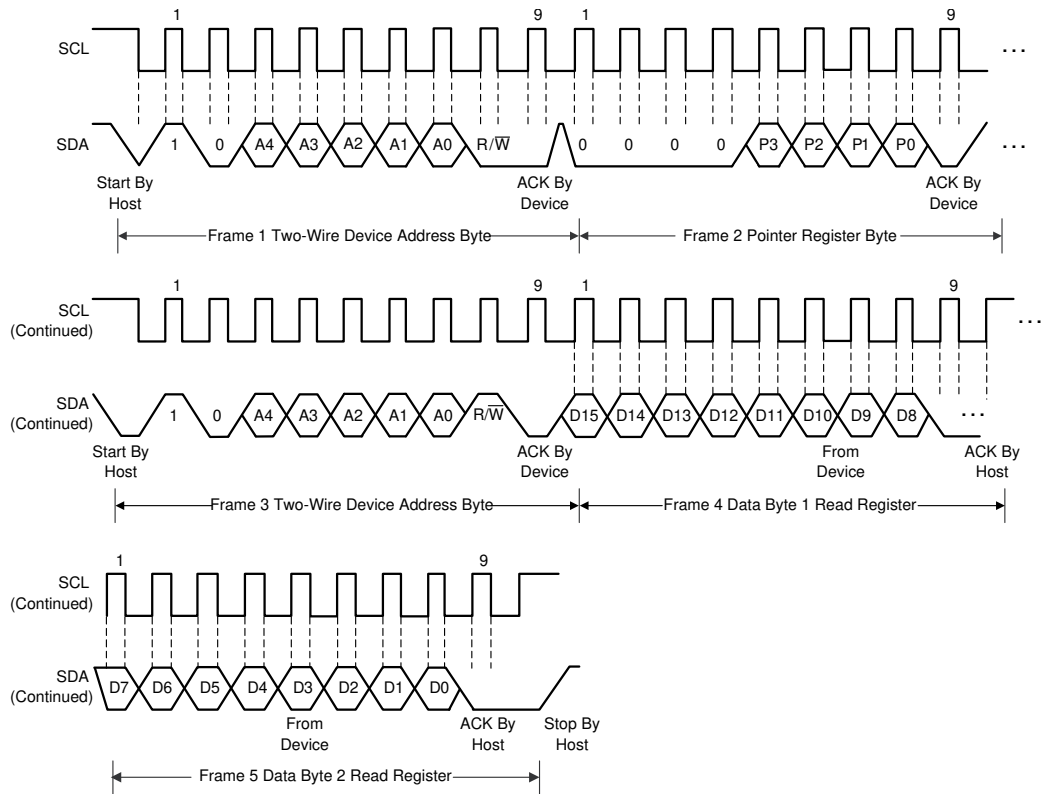 1 9 1 9
SCL
...
SDA
1 0 A4 A3 A2 A1 A0 R/W̅ 0 0 0 0 P3 P2 P1 P0
...
Start By
Host
ACK By
Device
ACK By
Device
Frame 1 Two-Wire Device Address Byte
Frame 2 Pointer Register Byte
1 9 1 9
SCL
(Continued)
...
SDA
(Continued)
1 0 A4 A3 A2 A1 A0 R/W̅ D15 D14 D13 D12 D11 D10 D9 D8
...
Start By
Host
ACK By
Device
From
Device
ACK By
Host
Frame 3 Two-Wire Device Address Byte
Frame 4 Data Byte 1 Read Register
1 9
SCL
(Continued)
SDA
(Continued)
D7 D6 D5 D4 D3 D2 D1 D0
From
Device
ACK By
Host
Stop By
Host
Frame 5 Data Byte 2 Read Register